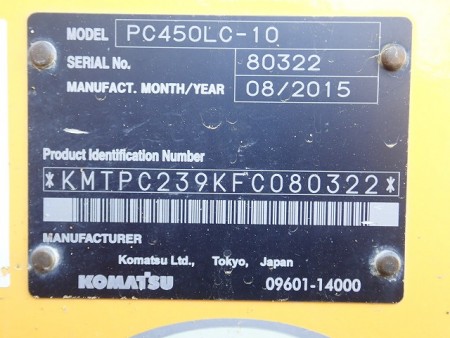 MODEL PC450LC-10
SERIAL No. 80322
MANUFACT. MONTH/YEAR 08/2015
Product Identification Number
*KMTPC239KFC080322*
MANUFACTURER
Komatsu Ltd., Tokyo, Japan
KOMATSU 09601-14000